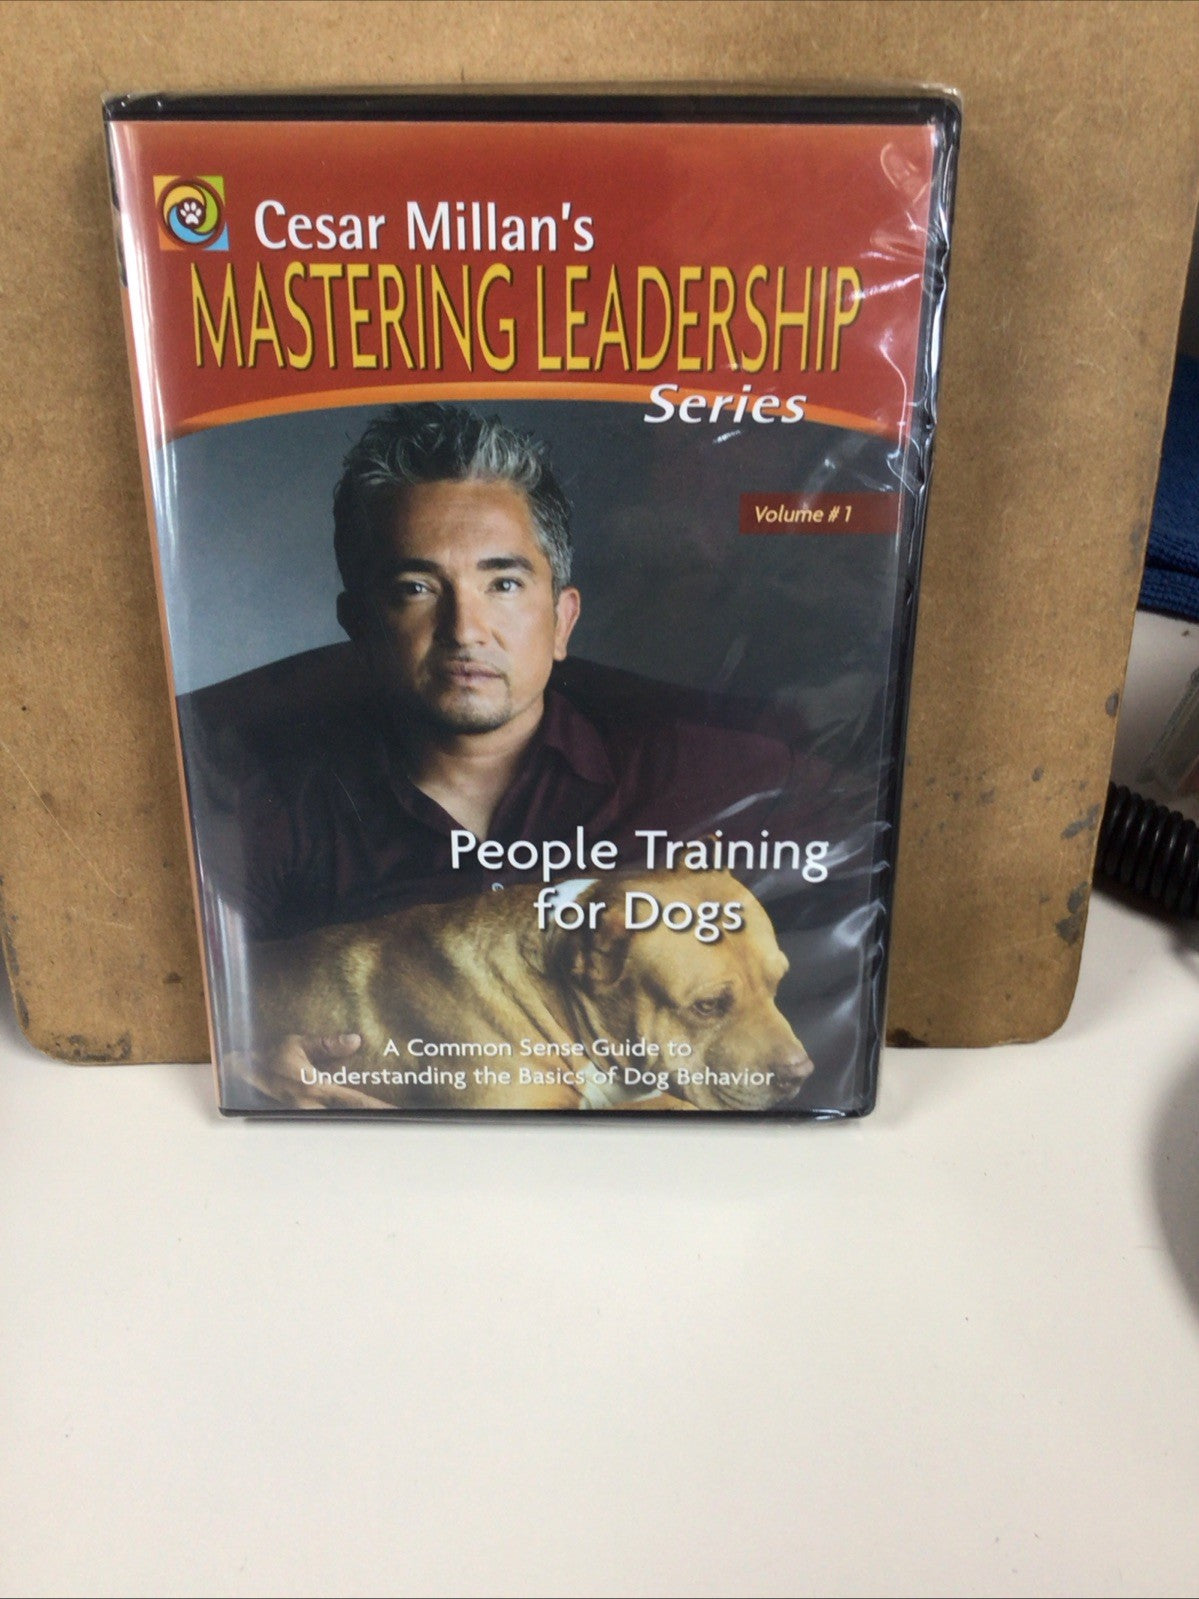 Cesar Millan's
MASTERING LEADERSHIP
Series
Volume #1
People Training
for Dogs
A Common Sense Guide to
Understanding the Basics of Dog Behavior